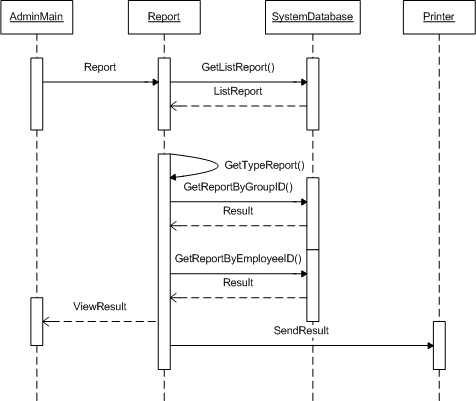 AdminMain
Report
SystemDatabase
Printer
Report
GetListReport()
ListReport
GetTypeReport()
GetReportByGroupID()
Result
GetReportByEmployeeID()
Result
ViewResult
SendResult